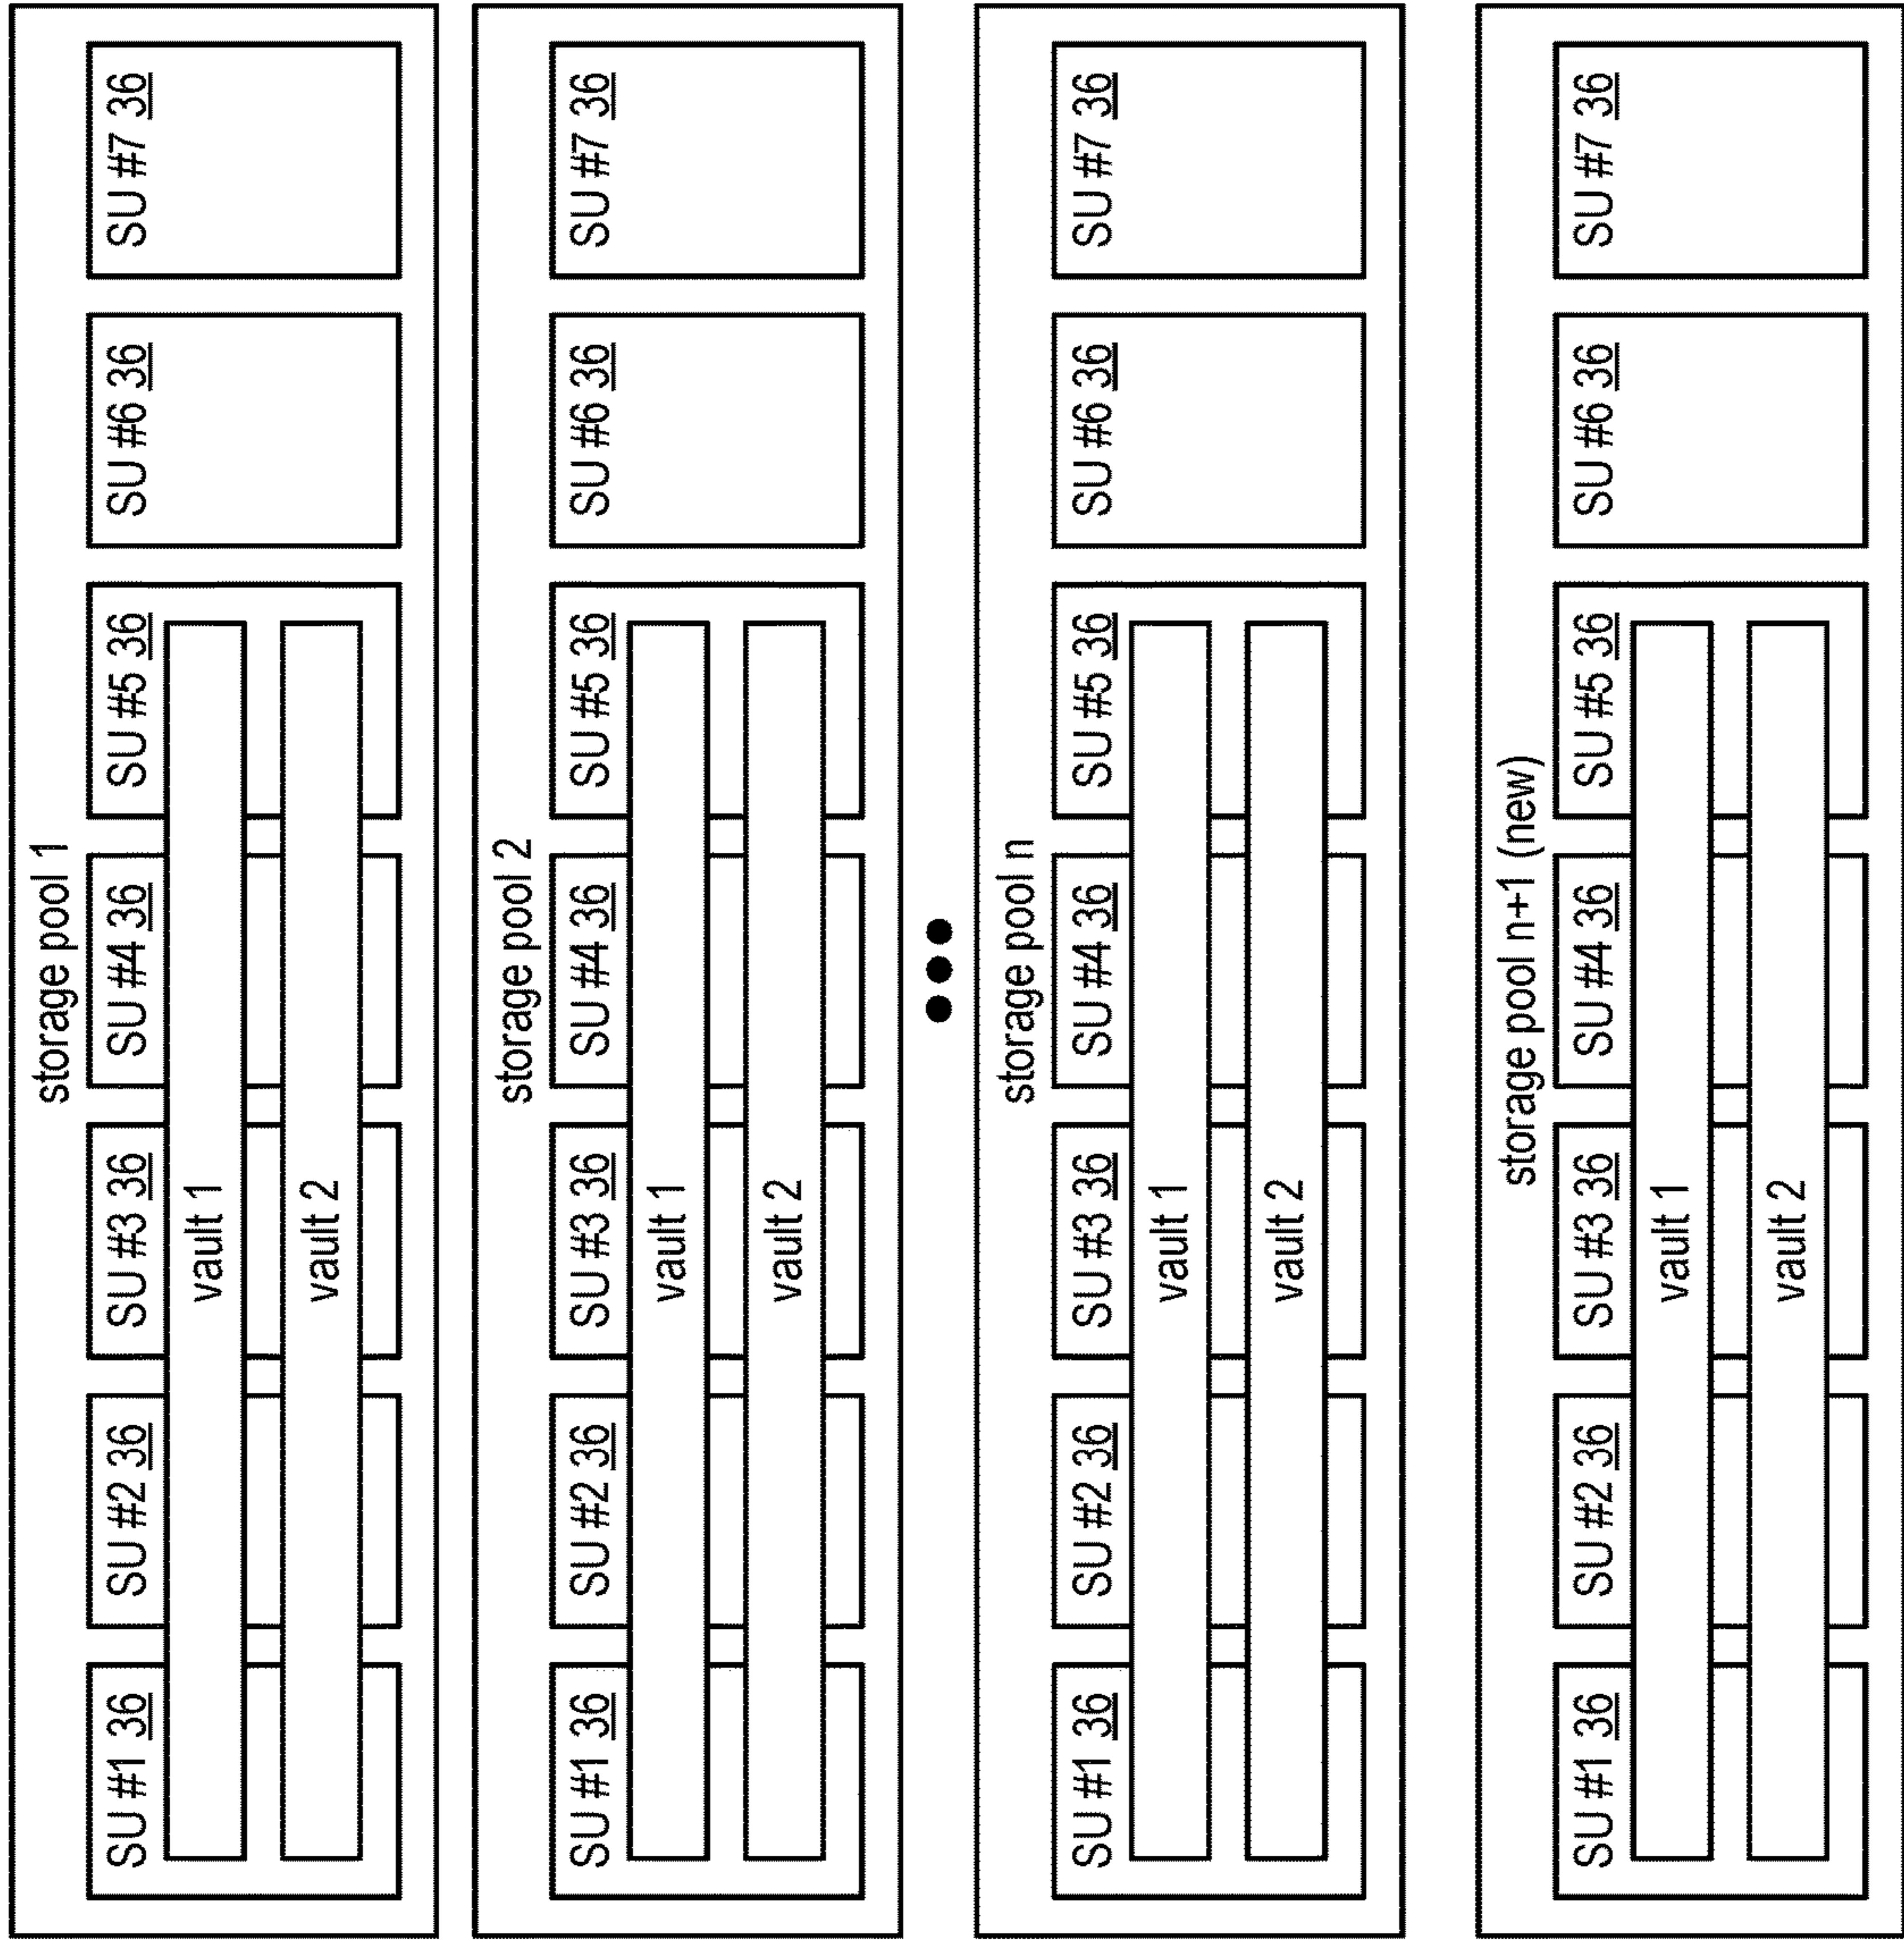 storage pool 1
SU #1 36 SU #2 36 SU #3 36 SU #4 36 SU #5 36 SU #6 36 SU #7 36
vault 1
vault 2
storage pool 2
SU #1 36 SU #2 36 SU #3 36 SU #4 36 SU #5 36 SU #6 36 SU #7 36
vault 1
vault 2
storage pool n
SU #1 36 SU #2 36 SU #3 36 SU #4 36 SU #5 36 SU #6 36 SU #7 36
vault 1
vault 2
storage pool n+1 (new)
SU #1 36 SU #2 36 SU #3 36 SU #4 36 SU #5 36 SU #6 36 SU #7 36
vault 1
vault 2